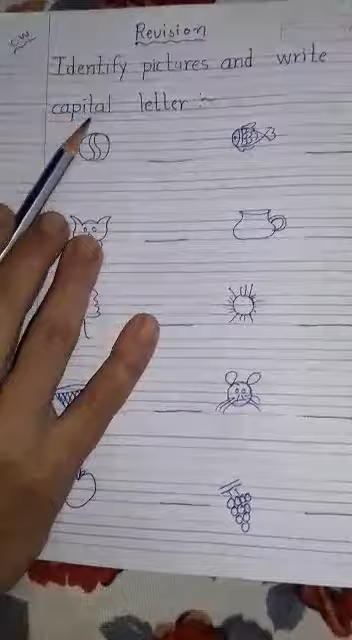 C.W
Revision
Identify pictures and write
capital letter :-